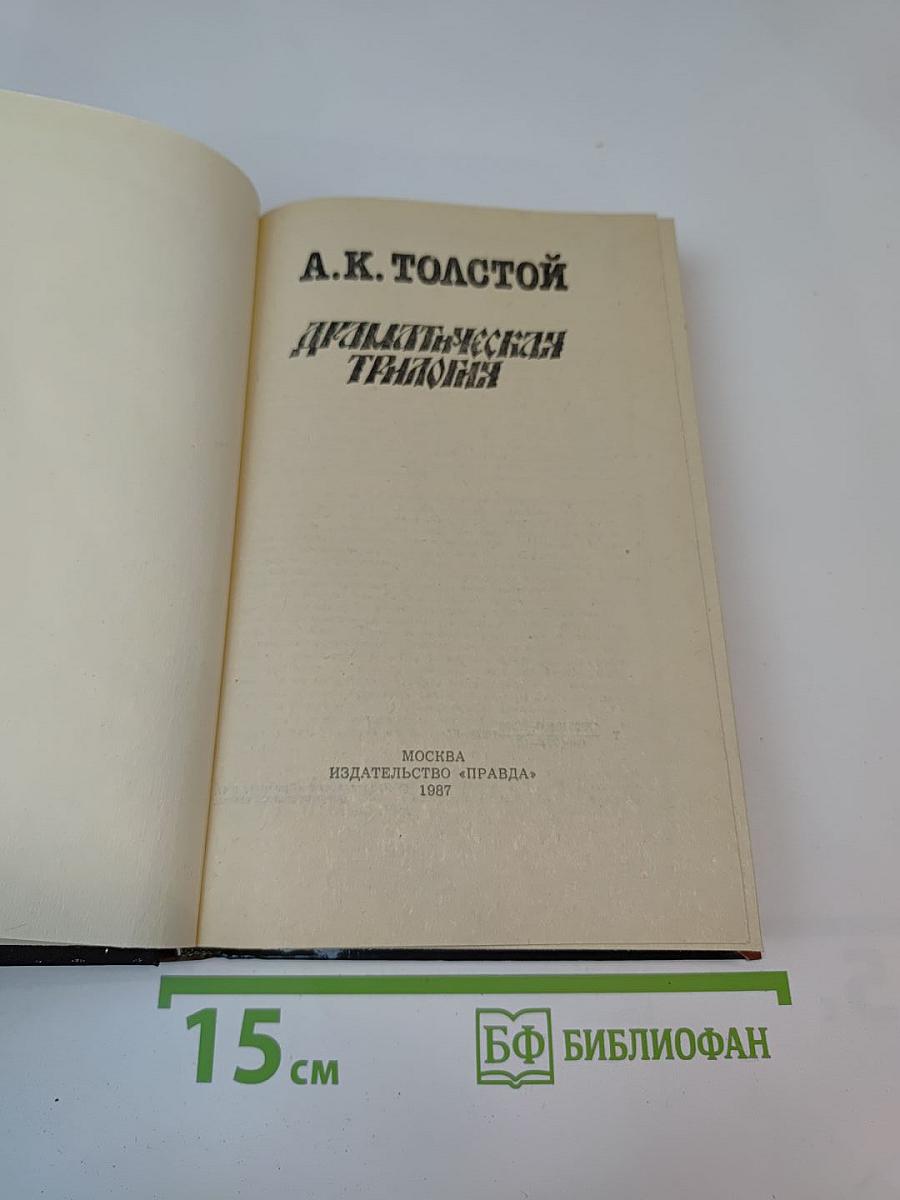 А.К. ТОЛСТОЙ
ДРАМАТИЧЕСКАЯ
ТРИЛОГИЯ
МОСКВА
ИЗДАТЕЛЬСТВО «ПРАВДА»
1987
15 см
БФ БИБЛИОФАН